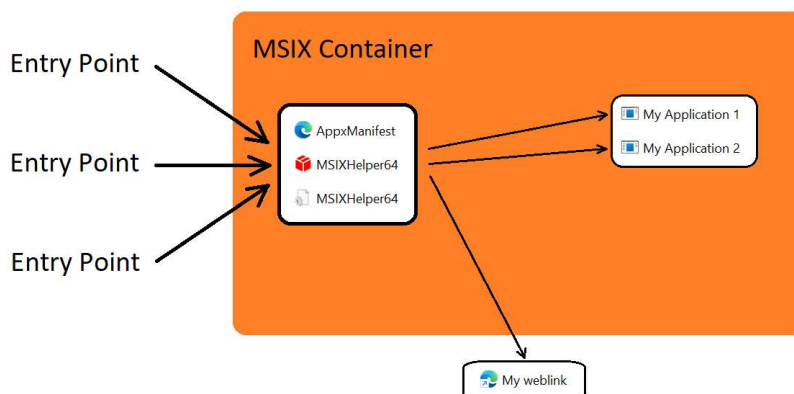 MSIX Container
Entry Point
Entry Point
Entry Point
AppxManifest
MSIXHelper64
MSIXHelper64
My Application 1
My Application 2
My weblink